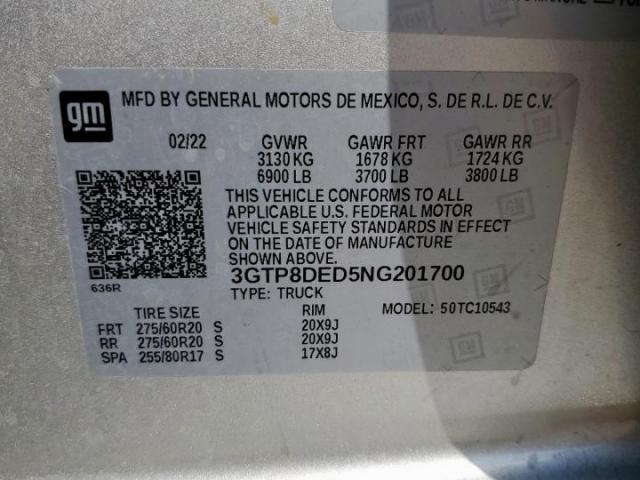 MANUAL
gm MFD BY GENERAL MOTORS DE MEXICO, S. DE R.L. DE C.V.
02/22 GVWR GAWR FRT GAWR RR
3130 KG 1678 KG 1724 KG
6900 LB 3700 LB 3800 LB
THIS VEHICLE CONFORMS TO ALL
APPLICABLE U.S. FEDERAL MOTOR
VEHICLE SAFETY STANDARDS IN EFFECT
ON THE DATE OF MANUFACTURE
SHOWN ABOVE.
636R
3GTP8DED5NG201700
TYPE: TRUCK MODEL: 50TC10543
TIRE SIZE RIM
FRT 275/60R20 S 20X9J
RR 275/60R20 S 20X9J
SPA 255/80R17 S 17X8J